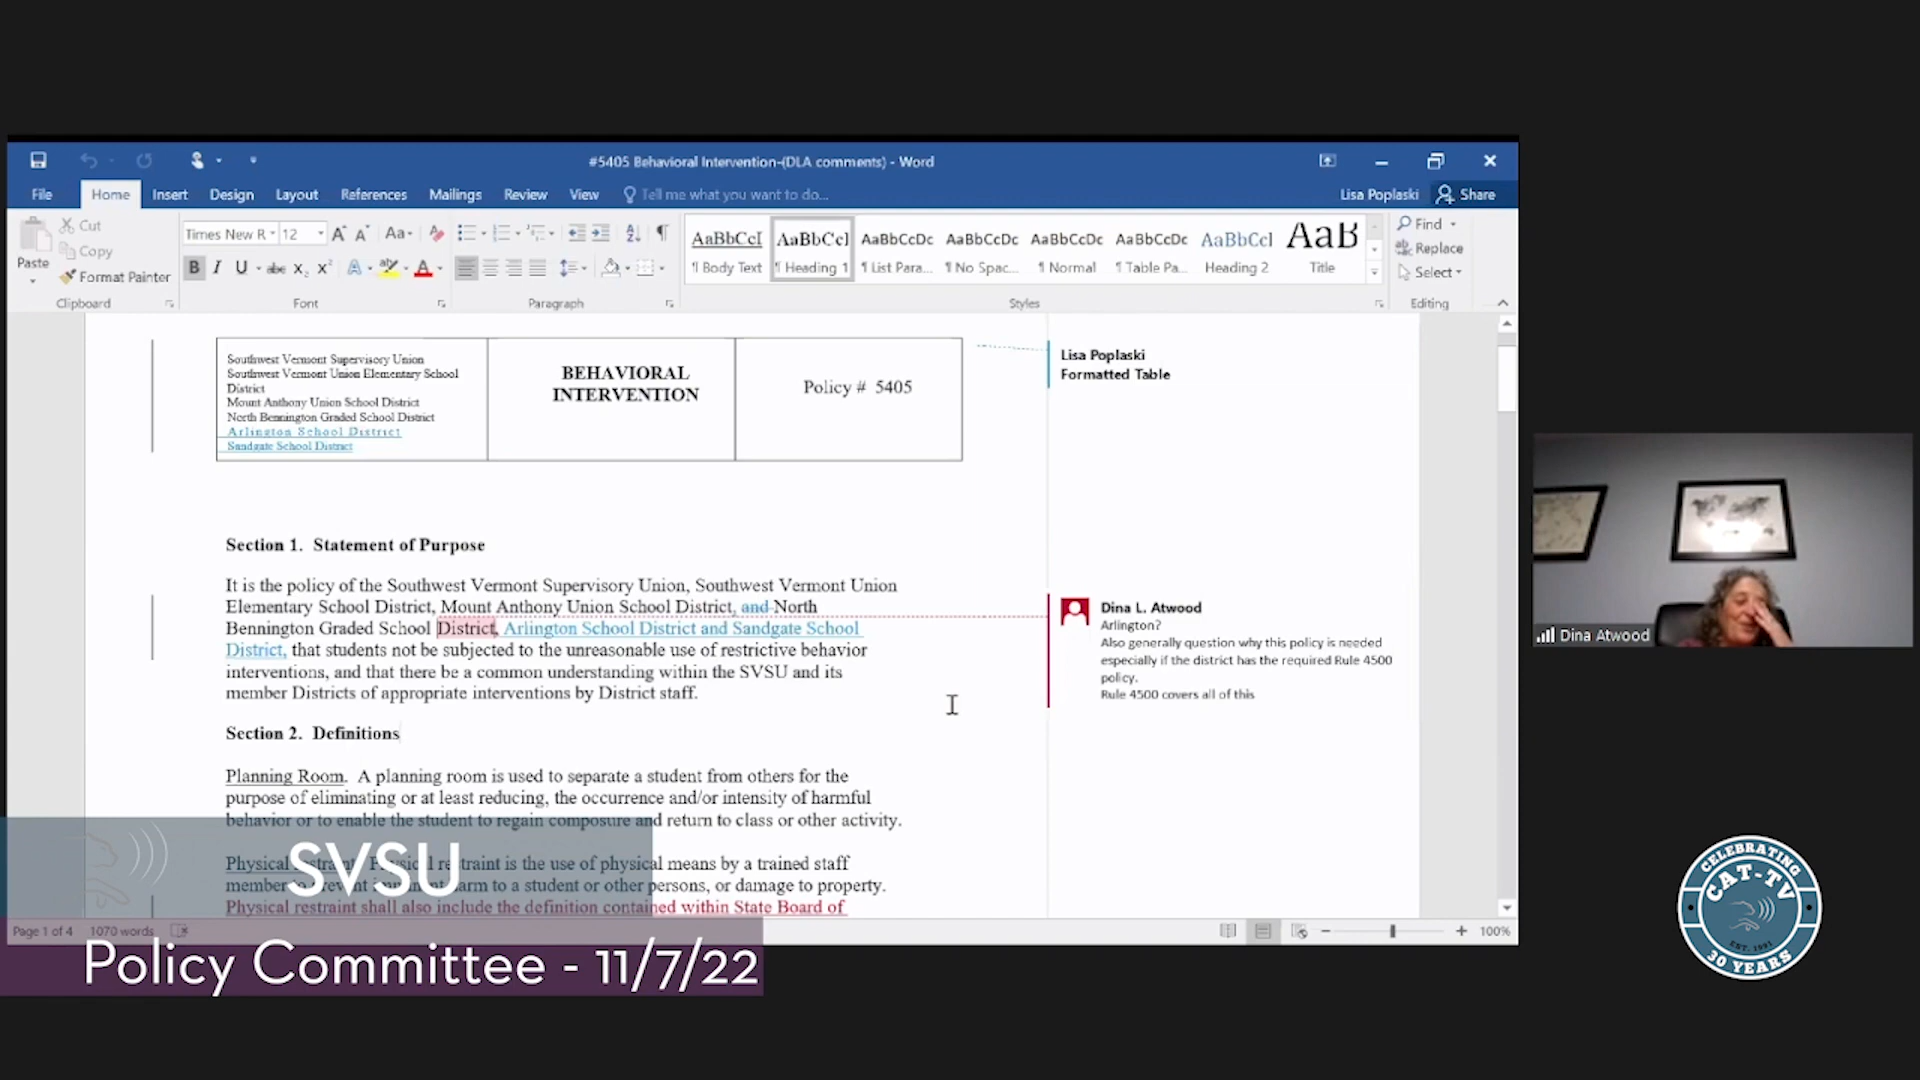 #5405 Behavioral Intervention-(DLA comments) - Word
File Home Insert Design Layout References Mailings Review View Tell me what you want to do... Lisa Poplaski Share
Paste
Cut
Copy
Format Painter
Clipboard
Times New R 12
Font
Paragraph
AaBbCcI AaBbCcI AaBbCcDc AaBbCcDc AaBbCcDc AaBbCcDc AaBbCcI AaB
¶ Body Text ¶ Heading 1 ¶ List Para... ¶ No Spac... ¶ Normal ¶ Table Pa... Heading 2 Title
Styles
Find
Replace
Select
Editing
Southwest Vermont Supervisory Union
Southwest Vermont Union Elementary School
District
Mount Anthony Union School District
North Bennington Graded School District
Arlington School District
Sandgate School District
BEHAVIORAL
INTERVENTION
Policy # 5405
Lisa Poplaski
Formatted Table
Section 1. Statement of Purpose
It is the policy of the Southwest Vermont Supervisory Union, Southwest Vermont Union
Elementary School District, Mount Anthony Union School District, and North
Bennington Graded School District, Arlington School District and Sandgate School
District, that students not be subjected to the unreasonable use of restrictive behavior
interventions, and that there be a common understanding within the SVSU and its
member Districts of appropriate interventions by District staff.
Dina L. Atwood
Arlington?
Also generally question why this policy is needed
especially if the district has the required Rule 4500
policy.
Rule 4500 covers all of this
Section 2. Definitions
Planning Room. A planning room is used to separate a student from others for the
purpose of eliminating or at least reducing, the occurrence and/or intensity of harmful
behavior or to enable the student to regain composure and return to class or other activity.
Physical restraint. Physical restraint is the use of physical means by a trained staff
member to prevent imminent harm to a student or other persons, or damage to property.
Physical restraint shall also include the definition contained within State Board of
Page 1 of 4 1070 words
100%
SVSU
Policy Committee - 11/7/22
Dina Atwood
CELEBRATING
CAT-TV
EST. 1991
30 YEARS